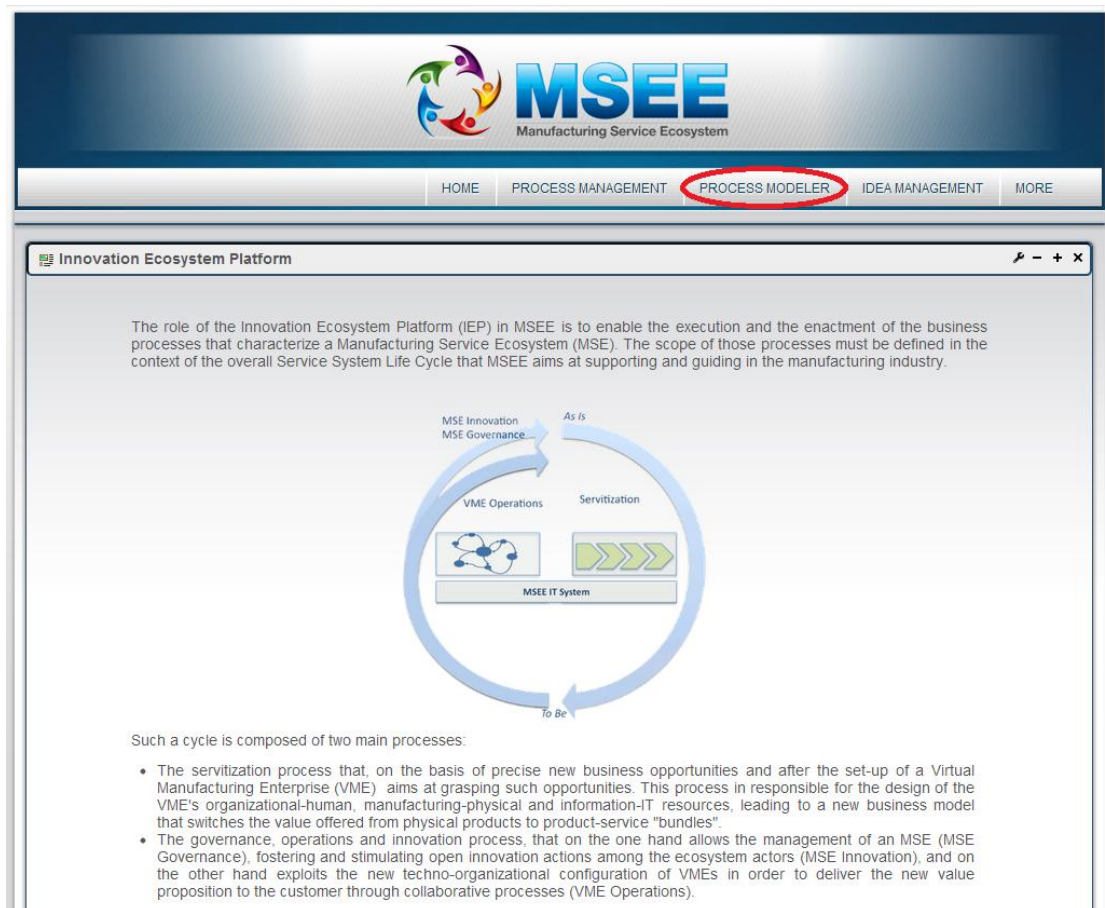 MSEE
Manufacturing Service Ecosystem
HOME PROCESS MANAGEMENT PROCESS MODELER IDEA MANAGEMENT MORE
Innovation Ecosystem Platform
The role of the Innovation Ecosystem Platform (IEP) in MSEE is to enable the execution and the enactment of the business
processes that characterize a Manufacturing Service Ecosystem (MSE). The scope of those processes must be defined in the
context of the overall Service System Life Cycle that MSEE aims at supporting and guiding in the manufacturing industry.
MSE Innovation
MSE Governance
As Is
VME Operations
Servitization
MSEE IT System
To Be
Such a cycle is composed of two main processes:
• The servitization process that, on the basis of precise new business opportunities and after the set-up of a Virtual
Manufacturing Enterprise (VME) aims at grasping such opportunities. This process in responsible for the design of the
VME's organizational-human, manufacturing-physical and information-IT resources, leading to a new business model
that switches the value offered from physical products to product-service "bundles".
• The governance, operations and innovation process, that on the one hand allows the management of an MSE (MSE
Governance), fostering and stimulating open innovation actions among the ecosystem actors (MSE Innovation), and on
the other hand exploits the new techno-organizational configuration of VMEs in order to deliver the new value
proposition to the customer through collaborative processes (VME Operations).